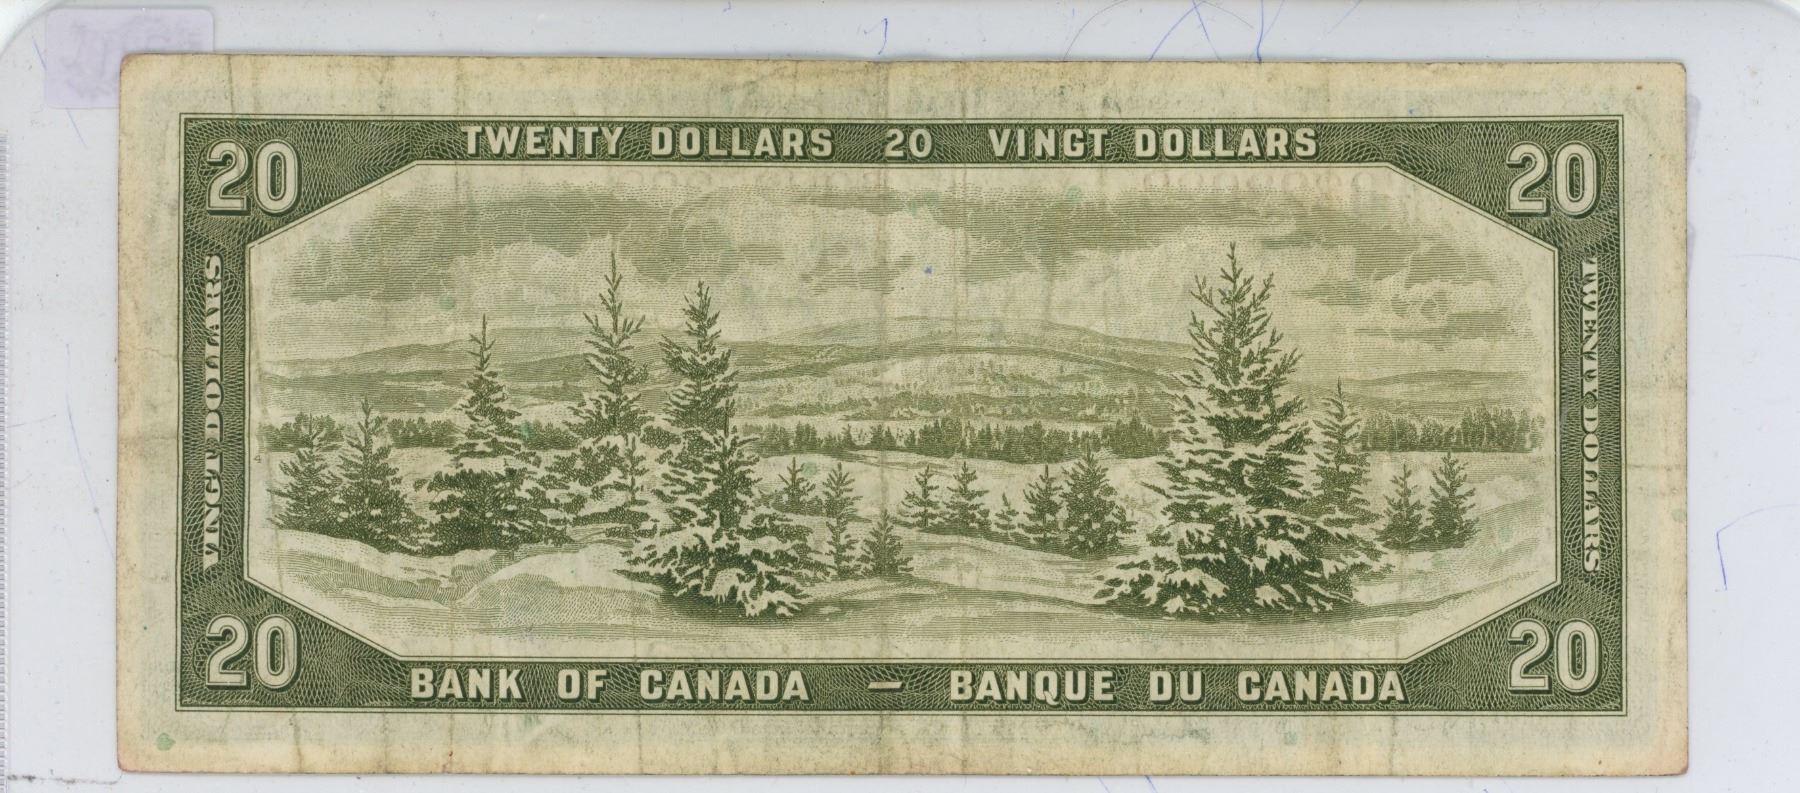 TWENTY DOLLARS 20 VINGT DOLLARS
20
20
VINGT DOLLARS
TWENTY DOLLARS
4
20
20
BANK OF CANADA — BANQUE DU CANADA